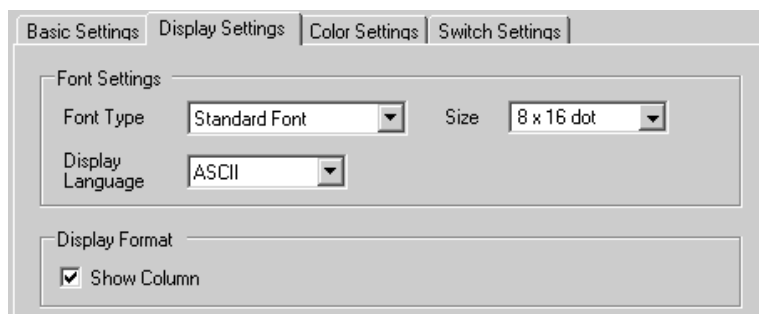 Basic Settings Display Settings Color Settings Switch Settings
Font Settings
Font Type Standard Font Size 8 x 16 dot
Display
Language ASCII
Display Format
Show Column